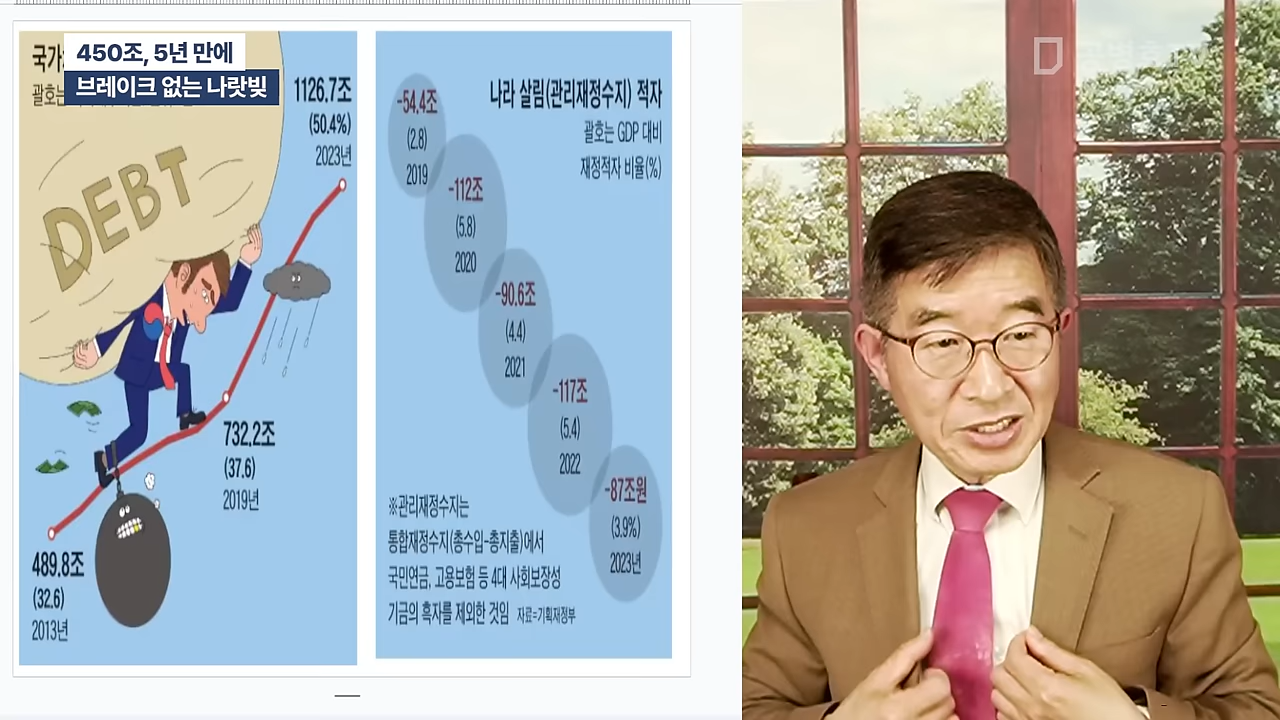 450조, 5년 만에
브레이크 없는 나랏빚
국가
괄호는
DEBT
1126.7조
(50.4%)
2023년
732.2조
(37.6)
2019년
489.8조
(32.6)
2013년
나라 살림(관리재정수지) 적자
괄호는 GDP 대비
재정적자 비율(%)
-54.4조
(2.8)
2019
-112조
(5.8)
2020
-90.6조
(4.4)
2021
-117조
(5.4)
2022
-87조원
(3.9%)
2023년
※관리재정수지는
통합재정수지(총수입-총지출)에서
국민연금, 고용보험 등 4대 사회보장성
기금의 흑자를 제외한 것임 자료=기획재정부